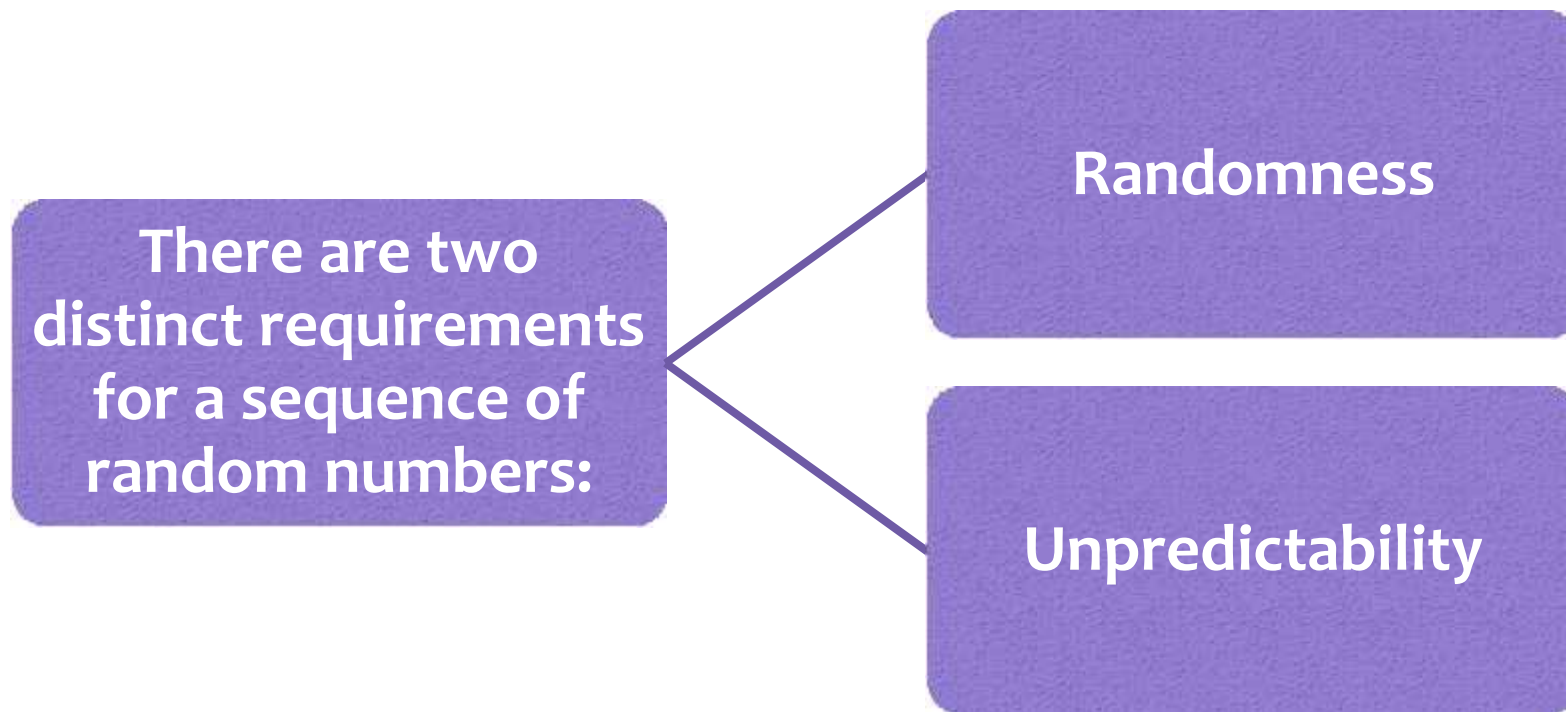 There are two
distinct requirements
for a sequence of
random numbers:
Randomness
Unpredictability